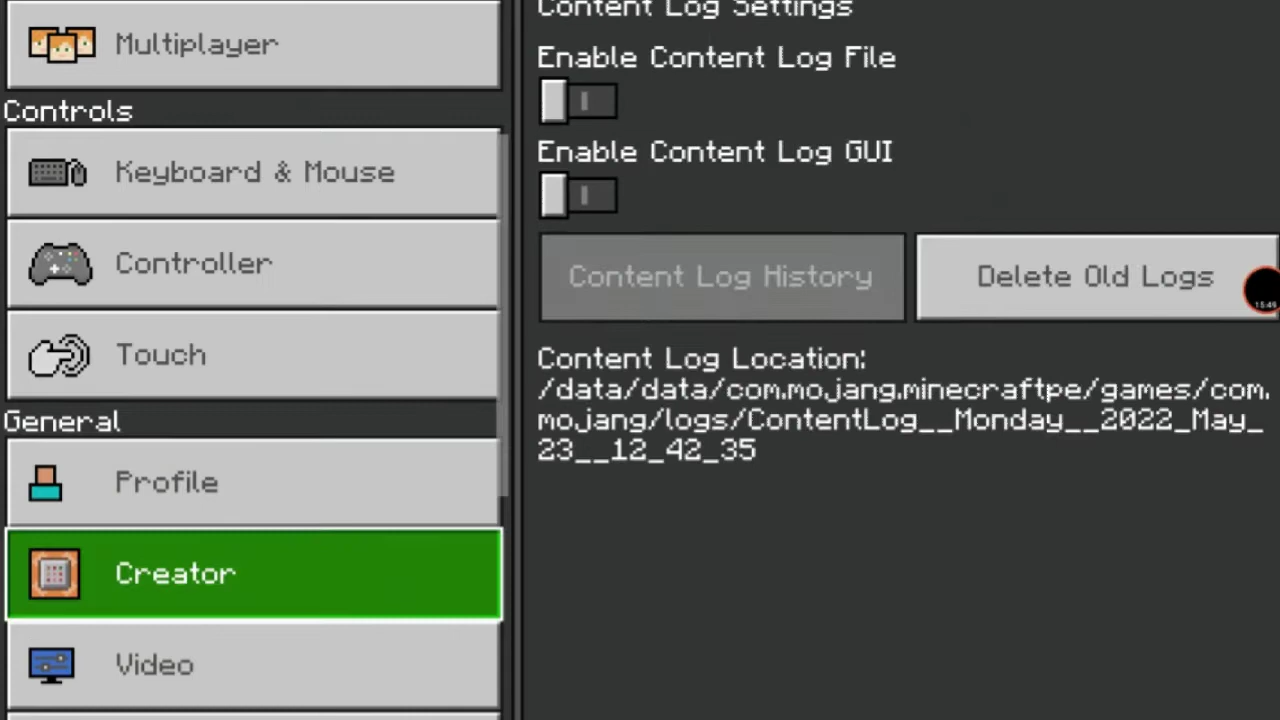 Multiplayer
Controls
Keyboard & Mouse
Controller
Touch
General
Profile
Creator
Video
Content Log Settings
Enable Content Log File
Enable Content Log GUI
Content Log History
Delete Old Logs
Content Log Location:
/data/data/com.mojang.minecraftpe/games/com.
mojang/logs/ContentLog__Monday__2022_May_
23__12_42_35